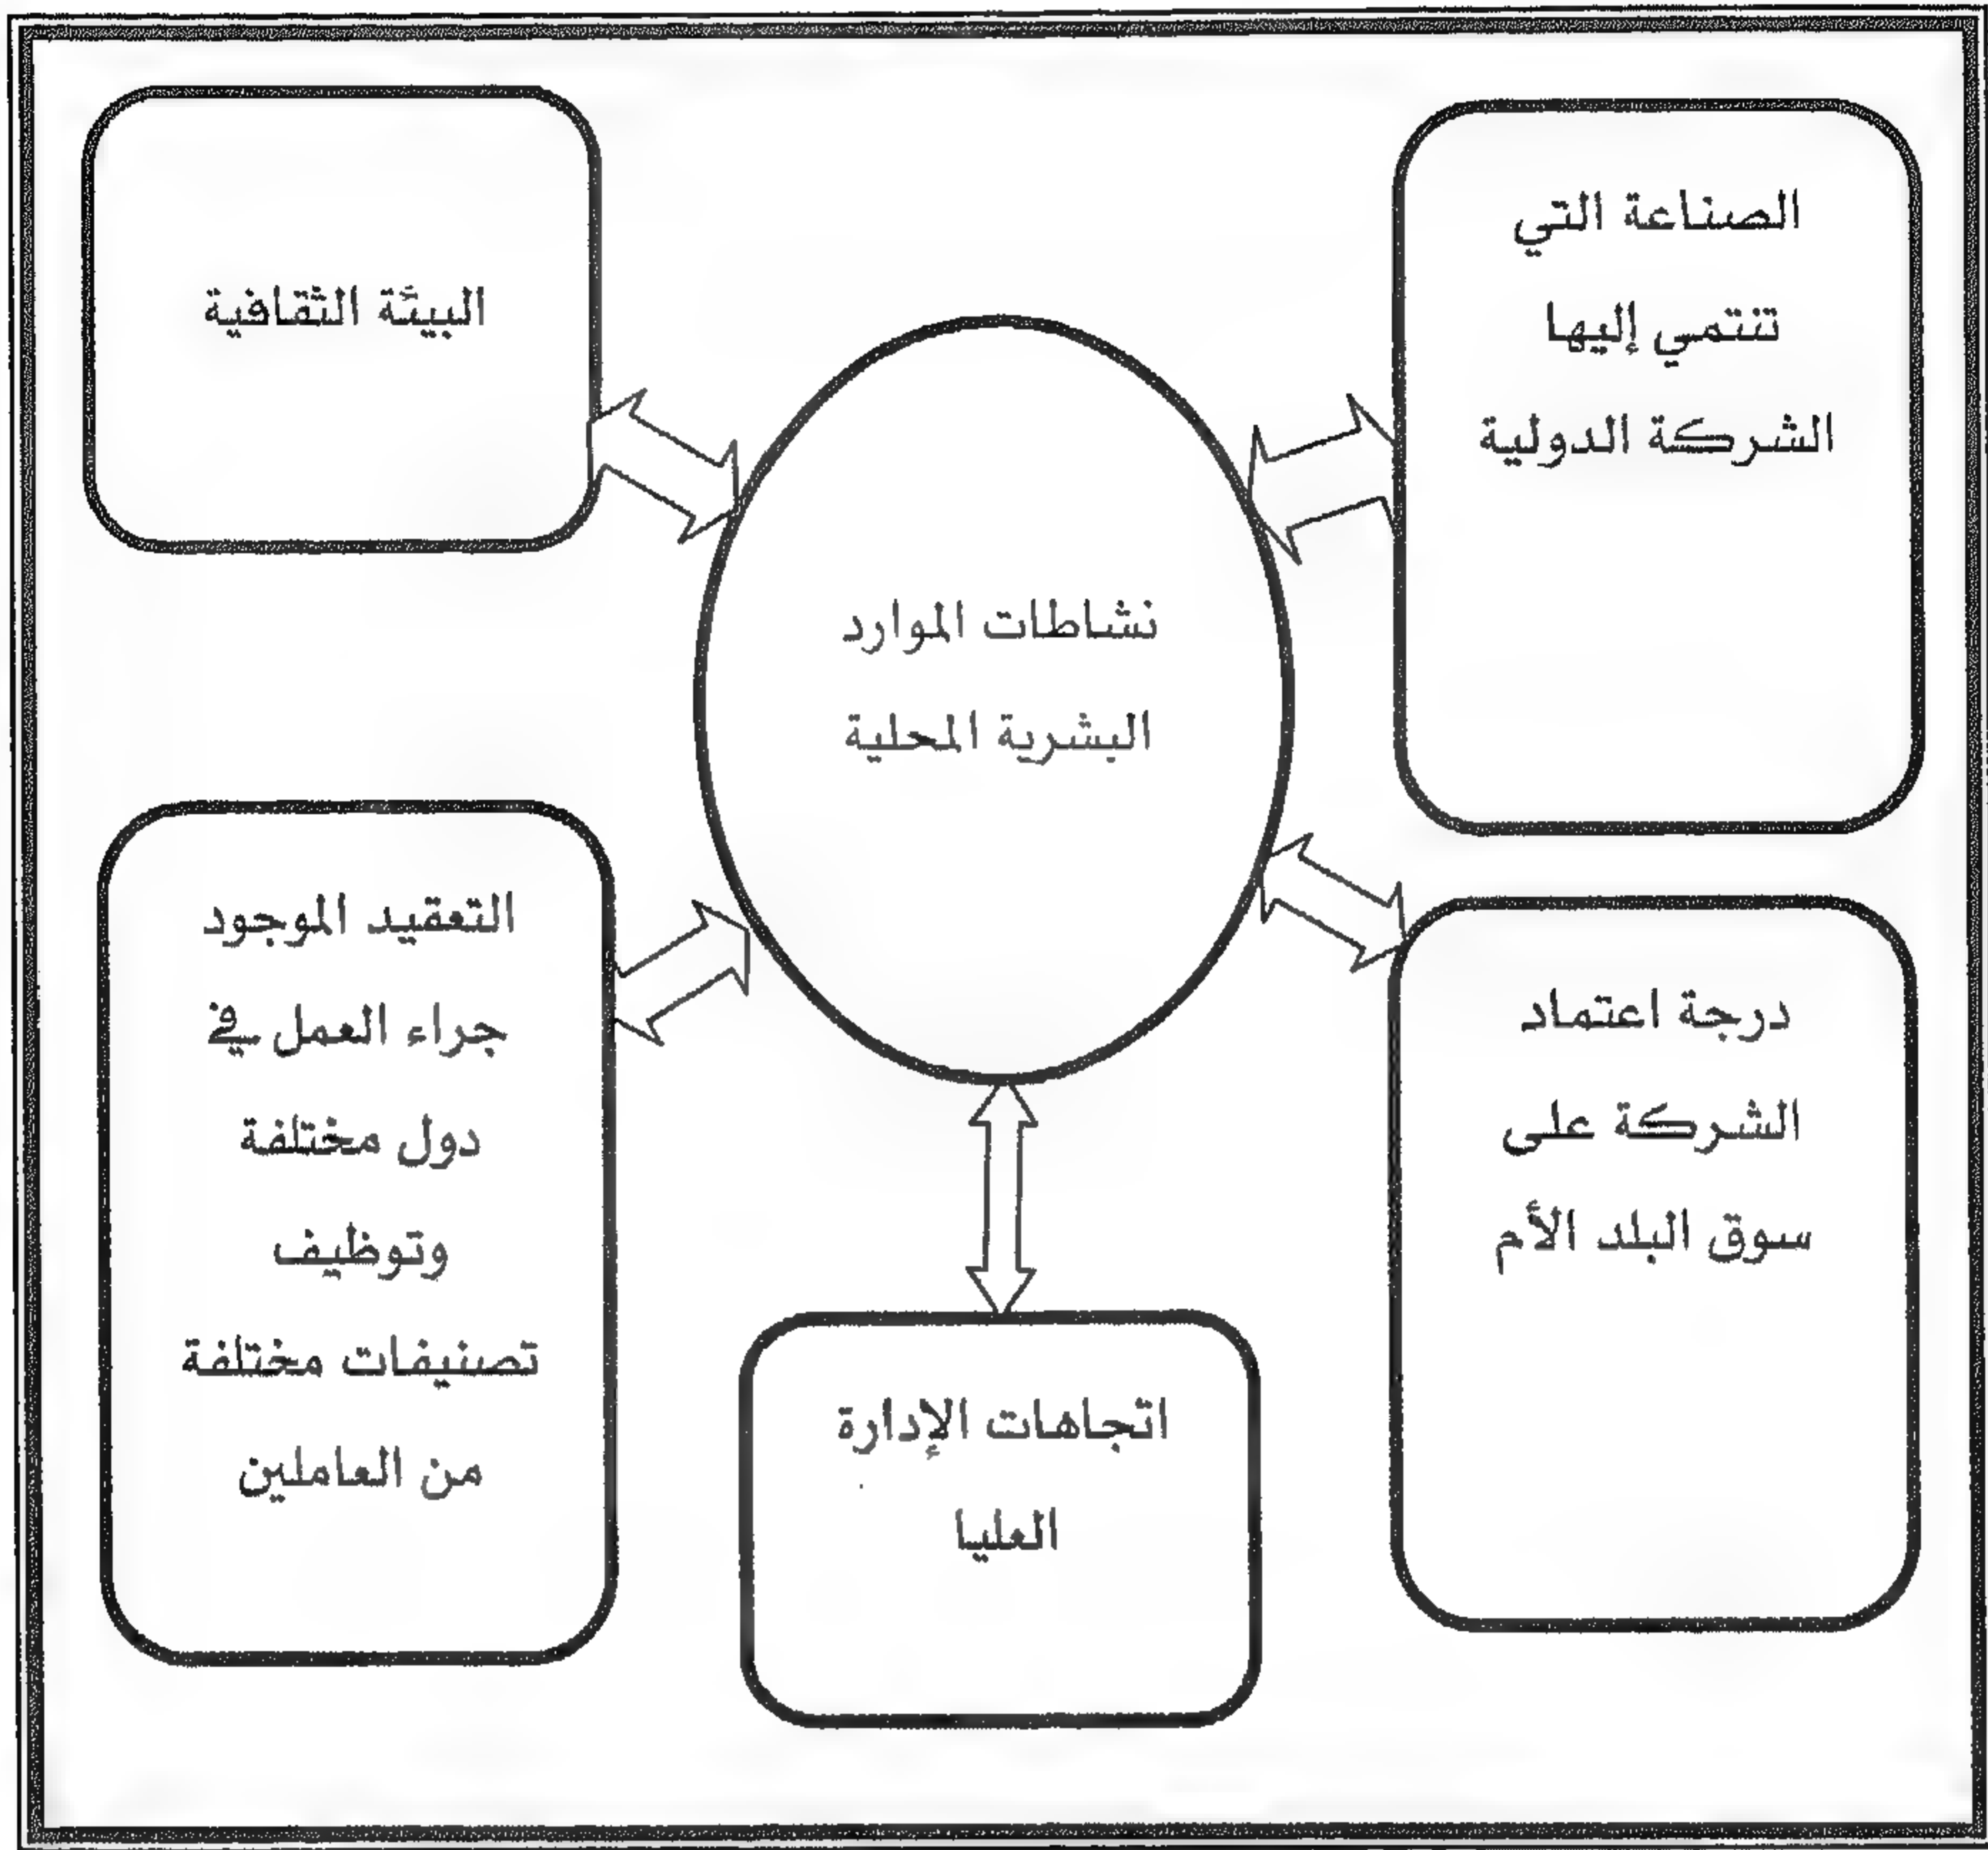 الصناعة التي
تنتمي إليها
الشركة الدولية
البيئة الثقافية
نشاطات الموارد
البشرية المحلية
درجة اعتماد
الشركة على
سوق البلد الأم
التعقيد الموجود
جراء العمل في
دول مختلفة
وتوظيف
تصنيفات مختلفة
من العاملين
اتجاهات الإدارة
العليا